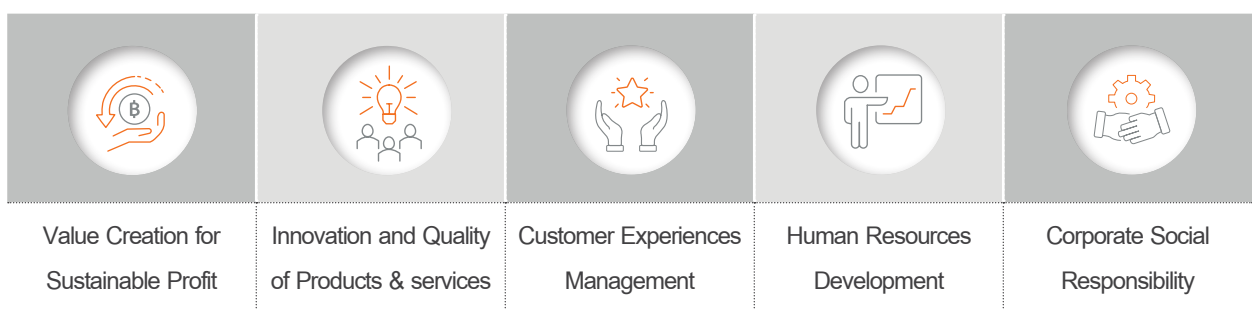 ฿
Value Creation for
Sustainable Profit
Innovation and Quality
of Products & services
Customer Experiences
Management
Human Resources
Development
Corporate Social
Responsibility